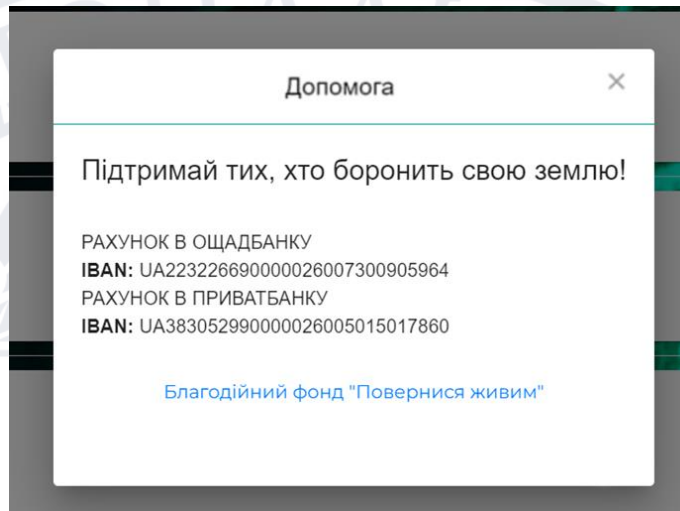 Допомога
Підтримай тих, хто боронить свою землю!
РАХУНОК В ОЩАДБАНКУ
IBAN: UA223226690000026007300905964
РАХУНОК В ПРИВАТБАНКУ
IBAN: UA383052990000026005015017860
Благодійний фонд "Повернися живим"